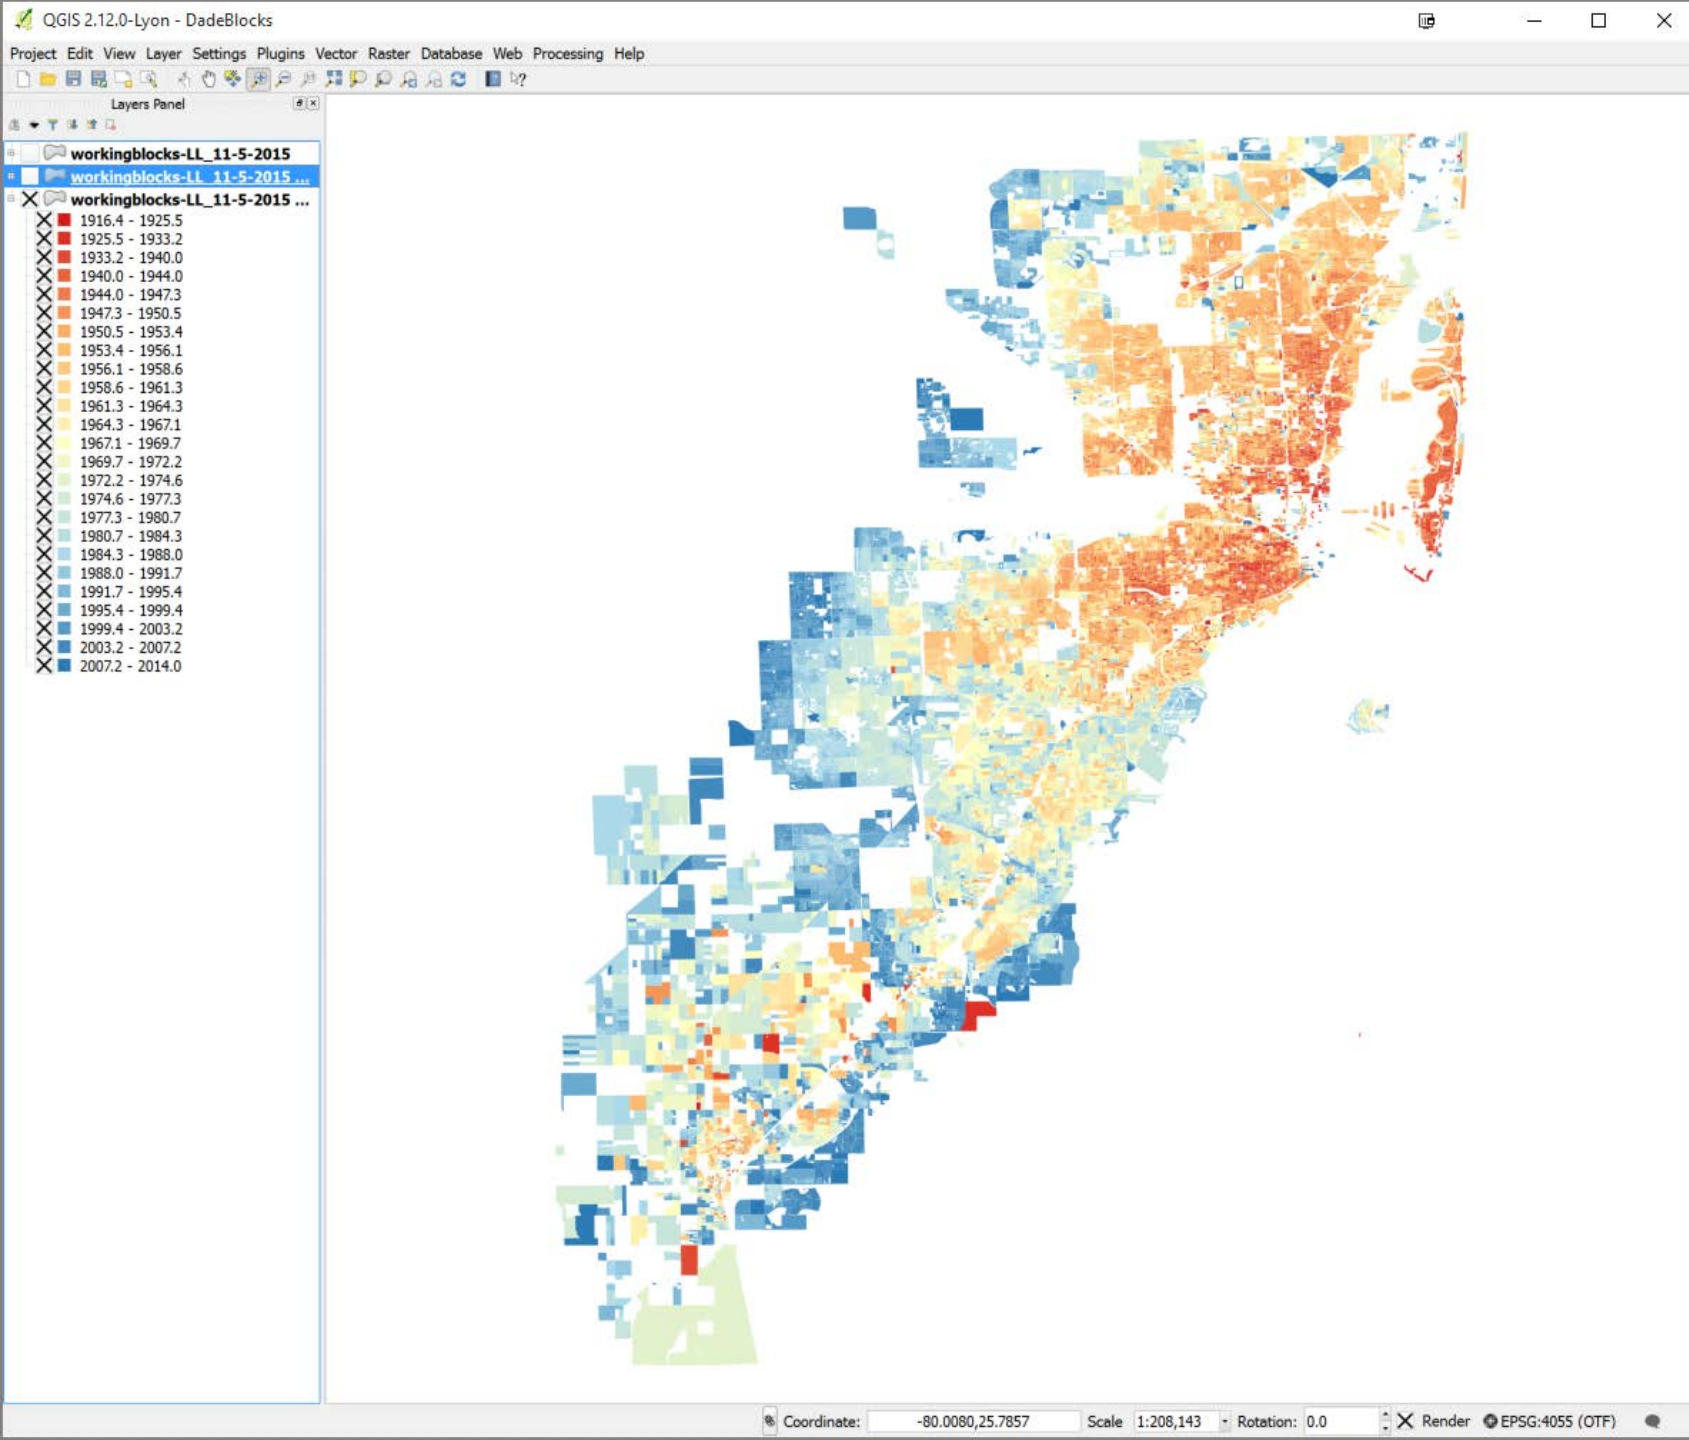 QGIS 2.12.0-Lyon - DadeBlocks
Project Edit View Layer Settings Plugins Vector Raster Database Web Processing Help
Layers Panel
workingblocks-LL_11-5-2015
workingblocks-LL_11-5-2015 ...
workingblocks-LL_11-5-2015 ...
1916.4 - 1925.5
1925.5 - 1933.2
1933.2 - 1940.0
1940.0 - 1944.0
1944.0 - 1947.3
1947.3 - 1950.5
1950.5 - 1953.4
1953.4 - 1956.1
1956.1 - 1958.6
1958.6 - 1961.3
1961.3 - 1964.3
1964.3 - 1967.1
1967.1 - 1969.7
1969.7 - 1972.2
1972.2 - 1974.6
1974.6 - 1977.3
1977.3 - 1980.7
1980.7 - 1984.3
1984.3 - 1988.0
1988.0 - 1991.7
1991.7 - 1995.4
1995.4 - 1999.4
1999.4 - 2003.2
2003.2 - 2007.2
2007.2 - 2014.0
Coordinate: -80.0080,25.7857 Scale 1:208,143 Rotation: 0.0 Render EPSG:4055 (OTF)